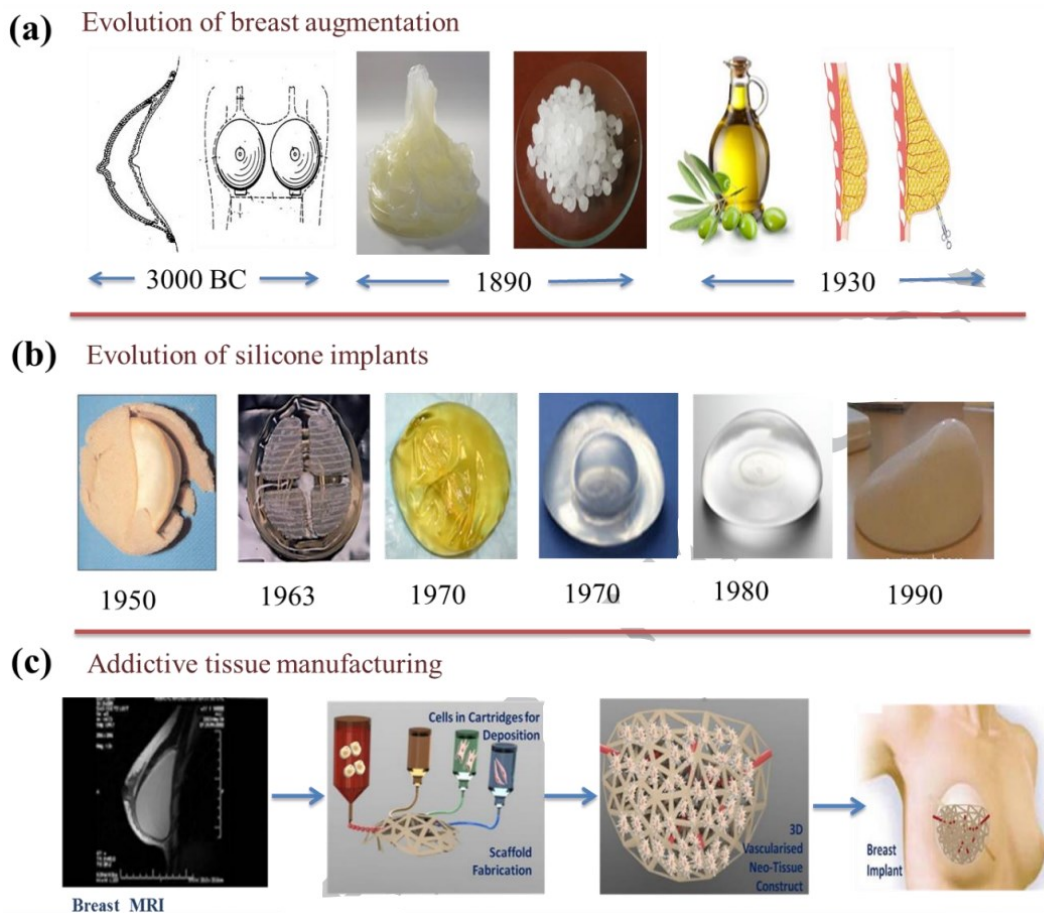 (a) Evolution of breast augmentation
3000 BC 1890 1930
(b) Evolution of silicone implants
1950 1963 1970 1970 1980 1990
(c) Addictive tissue manufacturing
Cells in Cartridges for
Deposition
Scaffold
Fabrication
3D
Vascularised
Neo-Tissue
Construct
Breast
Implant
Breast MRI